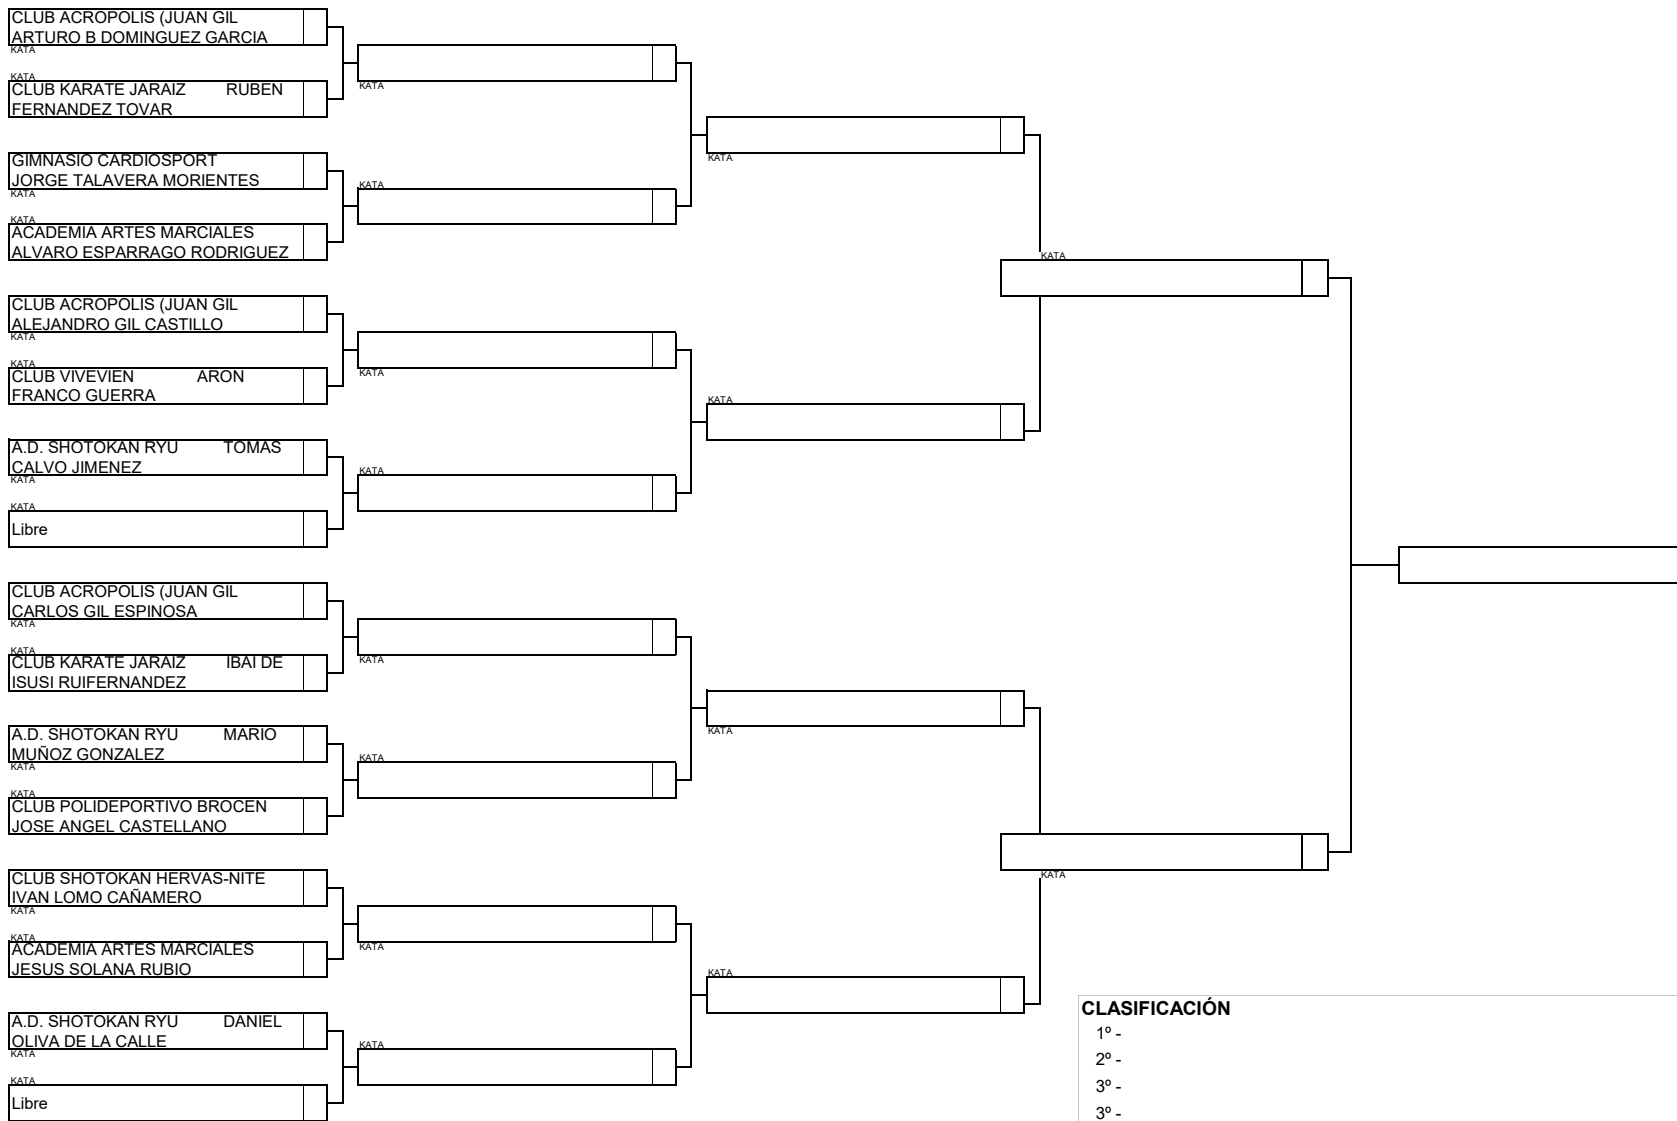 CLUB ACROPOLIS (JUAN GIL
ARTURO B DOMINGUEZ GARCIA
KATA
KATA
CLUB KARATE JARAIZ RUBEN
FERNANDEZ TOVAR
GIMNASIO CARDIOSPORT
JORGE TALAVERA MORIENTES
KATA
KATA
ACADEMIA ARTES MARCIALES
ALVARO ESPARRAGO RODRIGUEZ
CLUB ACROPOLIS (JUAN GIL
ALEJANDRO GIL CASTILLO
KATA
KATA
CLUB VIVEVIEN ARON
FRANCO GUERRA
A.D. SHOTOKAN RYU TOMAS
CALVO JIMENEZ
KATA
KATA
Libre
CLUB ACROPOLIS (JUAN GIL
CARLOS GIL ESPINOSA
KATA
KATA
CLUB KARATE JARAIZ IBAI DE
ISUSI RUIFERNANDEZ
A.D. SHOTOKAN RYU MARIO
MUÑOZ GONZALEZ
KATA
KATA
CLUB POLIDEPORTIVO BROCEN
JOSE ANGEL CASTELLANO
CLUB SHOTOKAN HERVAS-NITE
IVAN LOMO CAÑAMERO
KATA
KATA
ACADEMIA ARTES MARCIALES
JESUS SOLANA RUBIO
A.D. SHOTOKAN RYU DANIEL
OLIVA DE LA CALLE
KATA
KATA
Libre
KATA
KATA
KATA
KATA
KATA
KATA
KATA
KATA
KATA
KATA
KATA
KATA
KATA
KATA
CLASIFICACIÓN
1º -
2º -
3º -
3º -